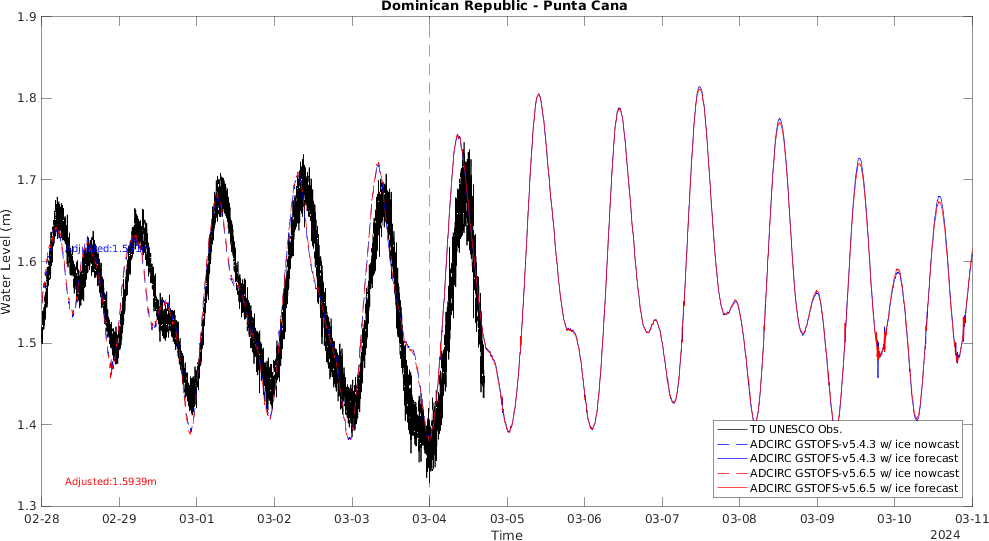 Dominican Republic - Punta Cana
Water Level (m)
1.9
1.8
1.7
1.6
1.5
1.4
1.3
Adjusted:1.5939m
TD UNESCO Obs.
ADCIRC GSTOFS-v5.4.3 w/ ice nowcast
ADCIRC GSTOFS-v5.4.3 w/ ice forecast
ADCIRC GSTOFS-v5.6.5 w/ ice nowcast
ADCIRC GSTOFS-v5.6.5 w/ ice forecast
02-28 02-29 03-01 03-02 03-03 03-04 03-05 03-06 03-07 03-08 03-09 03-10 03-11
Time
2024